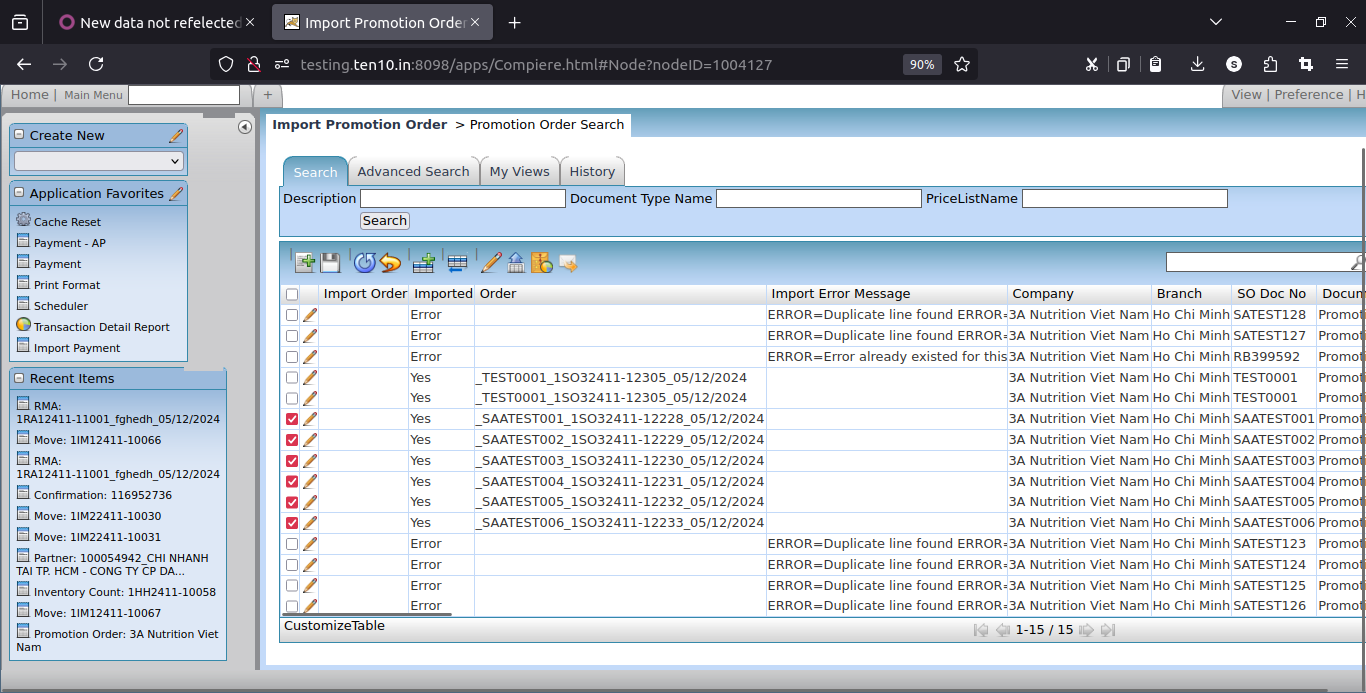 New data not refelected
Import Promotion Order
testing.ten10.in:8098/apps/Compiere.html#Node?nodeID=1004127
90%
S
Home | Main Menu
+
View | Preference | H
Create New
Application Favorites
Cache Reset
Payment - AP
Payment
Print Format
Scheduler
Transaction Detail Report
Import Payment
Recent Items
RMA:
1RA12411-11001_fghedh_05/12/2024
Move: 1IM12411-10066
RMA:
1RA12411-11001_fghedh_05/12/2024
Confirmation: 116952736
Move: 1IM22411-10030
Move: 1IM22411-10031
Partner: 100054942_CHI NHANH
TAI TP. HCM - CONG TY CP DA...
Inventory Count: 1HH2411-10058
Move: 1IM12411-10067
Promotion Order: 3A Nutrition Viet
Nam
Import Promotion Order > Promotion Order Search
Search Advanced Search My Views History
Description Document Type Name PriceListName
Search
Import Order Imported Order Import Error Message Company Branch SO Doc No Docum
Error ERROR=Duplicate line found ERROR= 3A Nutrition Viet Nam Ho Chi Minh SATEST128 Promoti
Error ERROR=Duplicate line found ERROR= 3A Nutrition Viet Nam Ho Chi Minh SATEST127 Promoti
Error ERROR=Error already existed for this 3A Nutrition Viet Nam Ho Chi Minh RB399592 Promoti
Yes _TEST0001_1SO32411-12305_05/12/2024 3A Nutrition Viet Nam Ho Chi Minh TEST0001 Promoti
Yes _TEST0001_1SO32411-12305_05/12/2024 3A Nutrition Viet Nam Ho Chi Minh TEST0001 Promoti
Yes _SAATEST001_1SO32411-12228_05/12/2024 3A Nutrition Viet Nam Ho Chi Minh SAATEST001 Promoti
Yes _SAATEST002_1SO32411-12229_05/12/2024 3A Nutrition Viet Nam Ho Chi Minh SAATEST002 Promoti
Yes _SAATEST003_1SO32411-12230_05/12/2024 3A Nutrition Viet Nam Ho Chi Minh SAATEST003 Promoti
Yes _SAATEST004_1SO32411-12231_05/12/2024 3A Nutrition Viet Nam Ho Chi Minh SAATEST004 Promoti
Yes _SAATEST005_1SO32411-12232_05/12/2024 3A Nutrition Viet Nam Ho Chi Minh SAATEST005 Promoti
Yes _SAATEST006_1SO32411-12233_05/12/2024 3A Nutrition Viet Nam Ho Chi Minh SAATEST006 Promoti
Error ERROR=Duplicate line found ERROR= 3A Nutrition Viet Nam Ho Chi Minh SATEST123 Promoti
Error ERROR=Duplicate line found ERROR= 3A Nutrition Viet Nam Ho Chi Minh SATEST124 Promoti
Error ERROR=Duplicate line found ERROR= 3A Nutrition Viet Nam Ho Chi Minh SATEST125 Promoti
Error ERROR=Duplicate line found ERROR= 3A Nutrition Viet Nam Ho Chi Minh SATEST126 Promoti
CustomizeTable 1-15 / 15